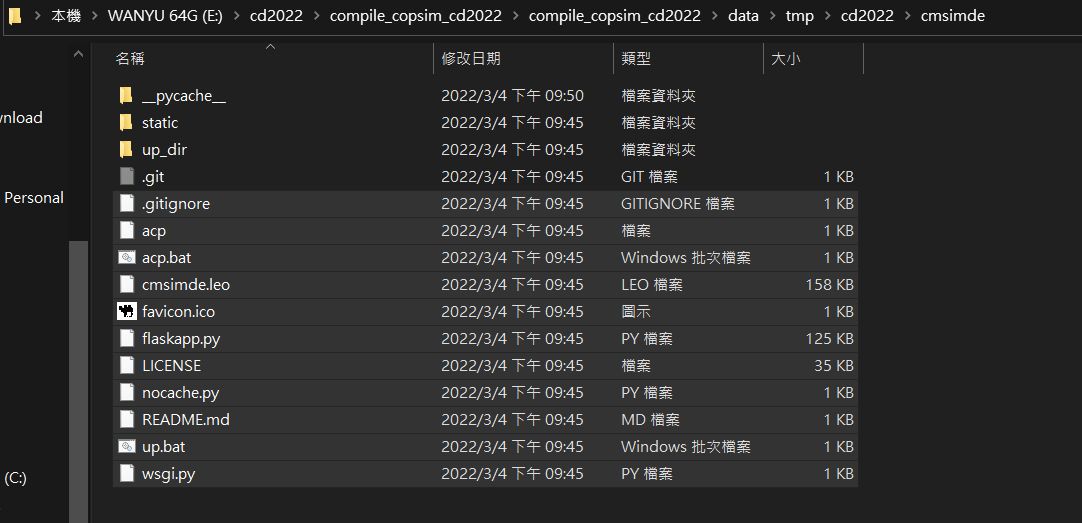 本機 > WANYU 64G (E:) > cd2022 > compile_copsim_cd2022 > compile_copsim_cd2022 > data > tmp > cd2022 > cmsimde
名稱 修改日期 類型 大小
__pycache__ 2022/3/4 下午 09:50 檔案資料夾
static 2022/3/4 下午 09:45 檔案資料夾
up_dir 2022/3/4 下午 09:45 檔案資料夾
.git 2022/3/4 下午 09:45 GIT 檔案 1 KB
.gitignore 2022/3/4 下午 09:45 GITIGNORE 檔案 1 KB
acp 2022/3/4 下午 09:45 檔案 1 KB
acp.bat 2022/3/4 下午 09:45 Windows 批次檔案 1 KB
cmsimde.leo 2022/3/4 下午 09:45 LEO 檔案 158 KB
favicon.ico 2022/3/4 下午 09:45 圖示 1 KB
flaskapp.py 2022/3/4 下午 09:45 PY 檔案 125 KB
LICENSE 2022/3/4 下午 09:45 檔案 35 KB
nocache.py 2022/3/4 下午 09:45 PY 檔案 1 KB
README.md 2022/3/4 下午 09:45 MD 檔案 1 KB
up.bat 2022/3/4 下午 09:45 Windows 批次檔案 1 KB
wsgi.py 2022/3/4 下午 09:45 PY 檔案 1 KB
wnload
Personal
(C:)